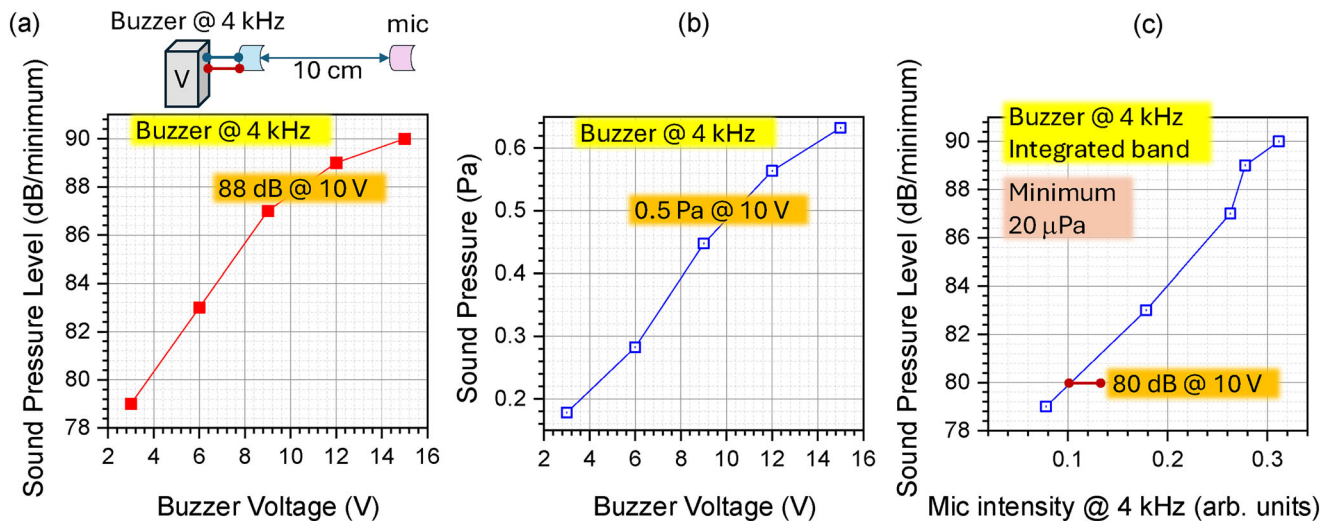 (a)
Buzzer @ 4 kHz
mic
V
10 cm
Buzzer @ 4 kHz
88 dB @ 10 V
Sound Pressure Level (dB/minimum)
90
88
86
84
82
80
78
2 4 6 8 10 12 14 16
Buzzer Voltage (V)
(b)
Buzzer @ 4 kHz
0.5 Pa @ 10 V
Sound Pressure (Pa)
0.6
0.5
0.4
0.3
0.2
2 4 6 8 10 12 14 16
Buzzer Voltage (V)
(c)
Buzzer @ 4 kHz
Integrated band
Minimum
20 μPa
80 dB @ 10 V
Sound Pressure Level (dB/minimum)
90
88
86
84
82
80
78
0.1 0.2 0.3
Mic intensity @ 4 kHz (arb. units)